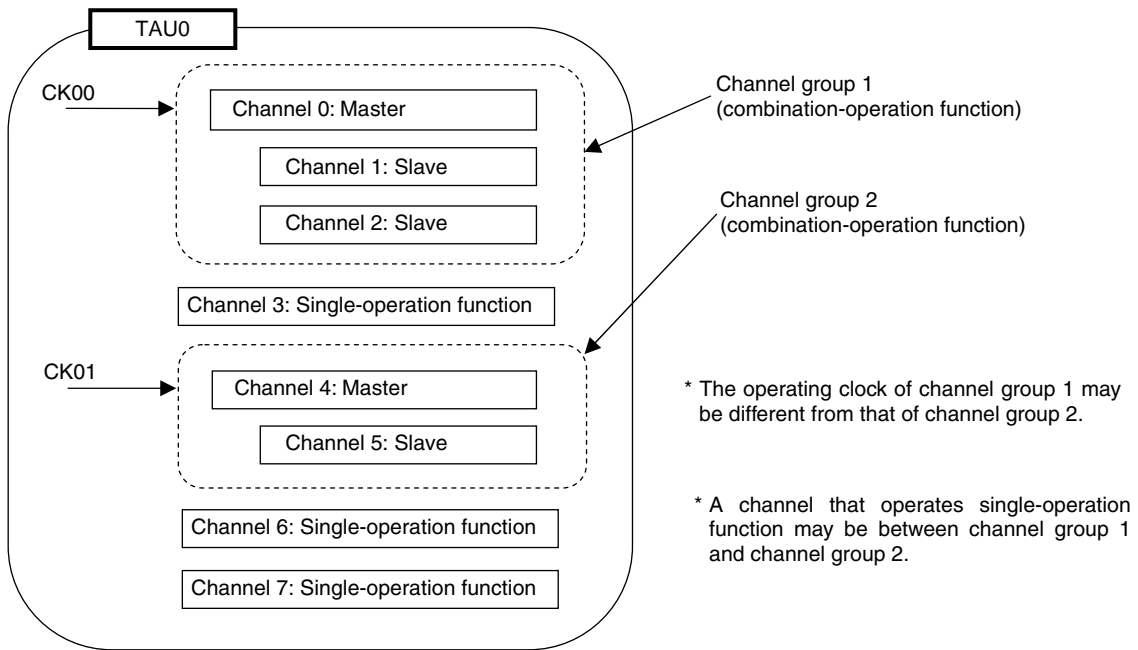 TAU0
CK00
Channel 0: Master
Channel 1: Slave
Channel 2: Slave
Channel group 1
(combination-operation function)
Channel group 2
(combination-operation function)
Channel 3: Single-operation function
CK01
Channel 4: Master
Channel 5: Slave
* The operating clock of channel group 1 may
be different from that of channel group 2.
Channel 6: Single-operation function
Channel 7: Single-operation function
* A channel that operates single-operation
function may be between channel group 1
and channel group 2.